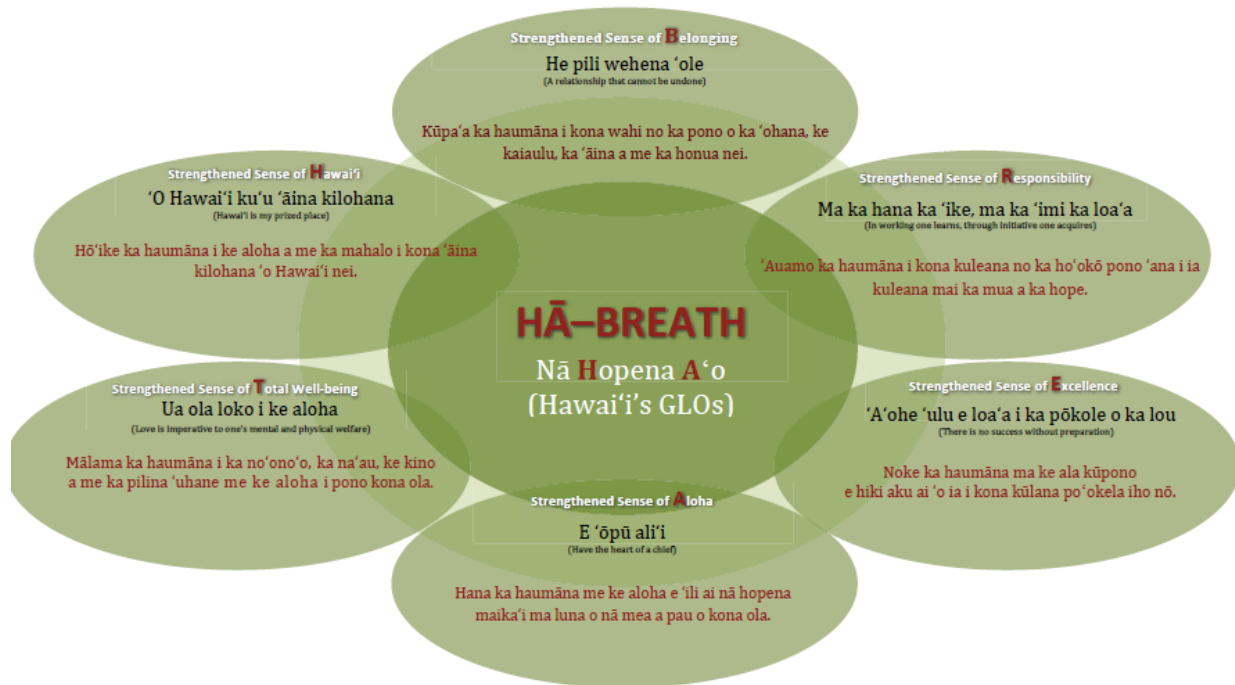 Strengthened Sense of Belonging
He pili wehena ʻole
(A relationship that cannot be undone)
Kūpaʻa ka haumāna i kona wahi no ka pono o ka ʻohana, ke
kaiaulu, ka ʻāina a me ka honua nei.
Strengthened Sense of Responsibility
Ma ka hana ka ʻike, ma ka ʻimi ka loaʻa
(In working one learns, through initiative one acquires)
ʻAuamo ka haumāna i kona kuleana no ka hoʻokō pono ʻana i ia
kuleana mai ka mua a ka hope.
Strengthened Sense of Excellence
ʻAʻohe ʻulu e loaʻa i ka pōkole o ka lou
(There is no success without preparation)
Noke ka haumāna ma ke ala kūpono
e hiki aku ai ʻo ia i kona kūlana poʻokela iho nō.
Strengthened Sense of Aloha
E ʻōpū aliʻi
(Have the heart of a chief)
Hana ka haumāna me ke aloha e ʻili ai nā hopena
maikaʻi ma luna o nā mea a pau o kona ola.
Strengthened Sense of Total Well-being
Ua ola loko i ke aloha
(Love is imperative to one's mental and physical welfare)
Mālama ka haumāna i ka noʻonoʻo, ka naʻau, ke kino
a me ka pilina ʻuhane me ke aloha i pono kona ola.
Strengthened Sense of Hawaiʻi
ʻO Hawaiʻi kuʻu ʻāina kilohana
(Hawaiʻi is my prized place)
Hōʻike ka haumāna i ke aloha a me ka mahalo i kona ʻāina
kilohana ʻo Hawaiʻi nei.
HĀ–BREATH
Nā Hopena Aʻo
(Hawaiʻi's GLOs)